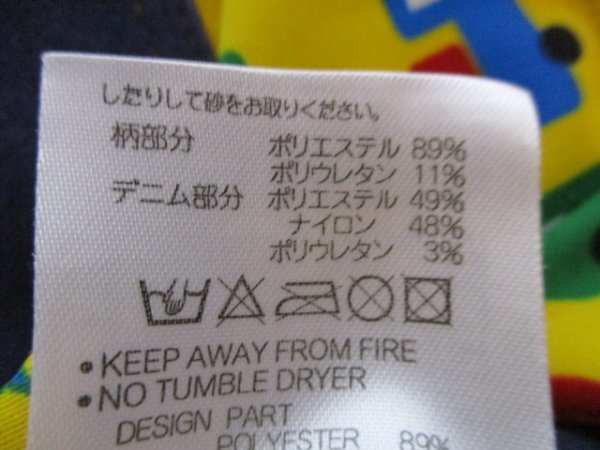 したりして砂をお取りください。
柄部分 ポリエステル 89%
ポリウレタン 11%
デニム部分 ポリエステル 49%
ナイロン 48%
ポリウレタン 3%
• KEEP AWAY FROM FIRE
• NO TUMBLE DRYER
DESIGN PART
POLYESTER 89%